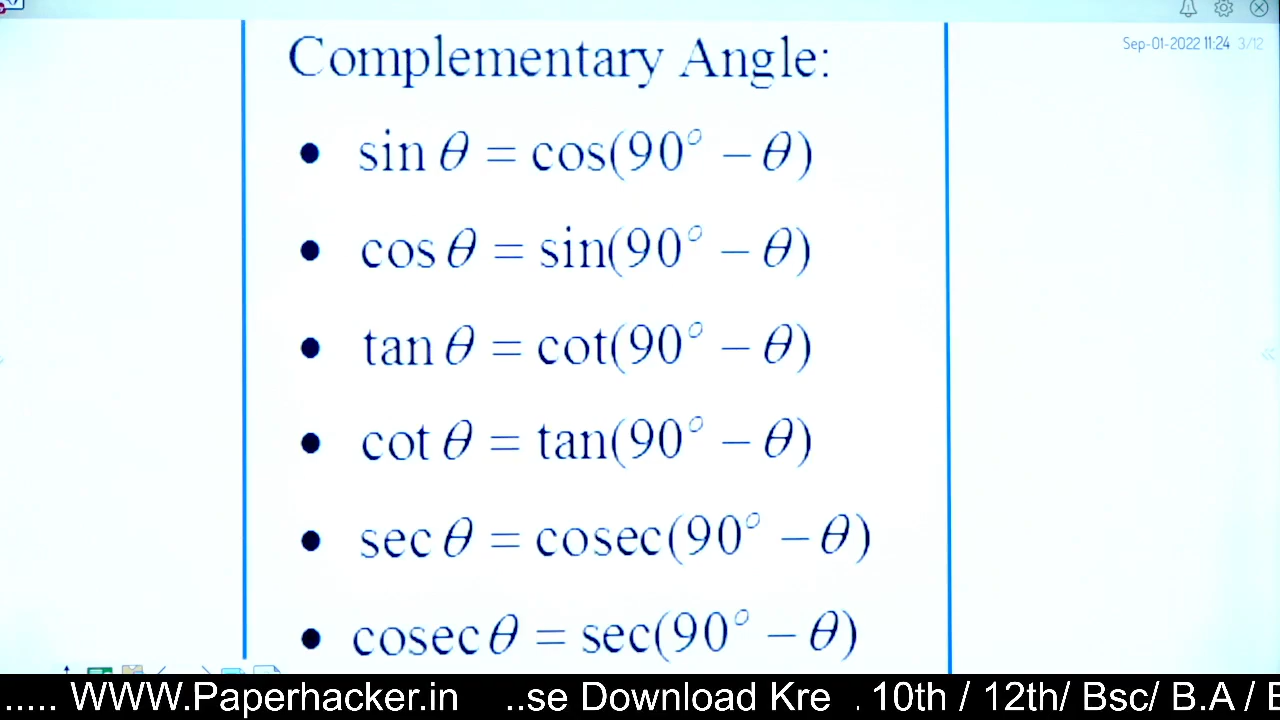 Sep-01-2022 11:24 3/12
Complementary Angle:
• sin θ = cos(90° − θ)
• cos θ = sin(90° − θ)
• tan θ = cot(90° − θ)
• cot θ = tan(90° − θ)
• sec θ = cosec(90° − θ)
• cosec θ = sec(90° − θ)
..... WWW.Paperhacker.in ..se Download Kre . 10th / 12th/ Bsc/ B.A /